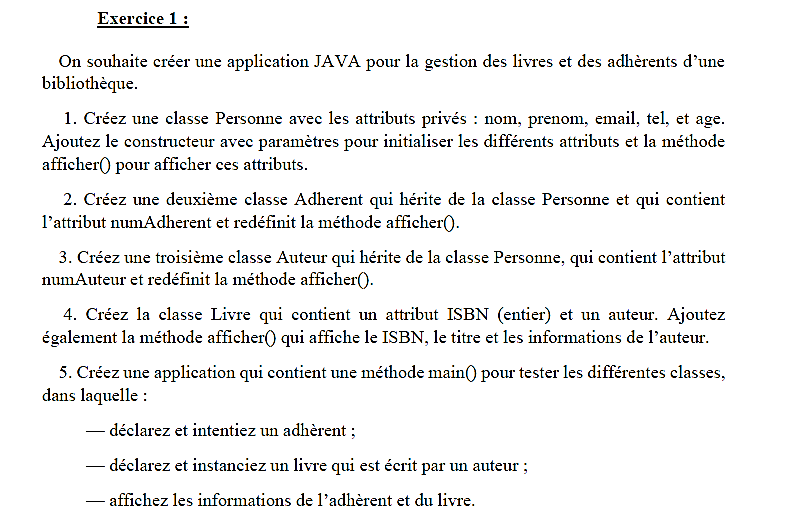 Exercice 1 :
On souhaite créer une application JAVA pour la gestion des livres et des adhèrents d’une
bibliothèque.
1. Créez une classe Personne avec les attributs privés : nom, prenom, email, tel, et age.
Ajoutez le constructeur avec paramètres pour initialiser les différents attributs et la méthode
afficher() pour afficher ces attributs.
2. Créez une deuxième classe Adherent qui hérite de la classe Personne et qui contient
l’attribut numAdherent et redéfinit la méthode afficher().
3. Créez une troisième classe Auteur qui hérite de la classe Personne, qui contient l’attribut
numAuteur et redéfinit la méthode afficher().
4. Créez la classe Livre qui contient un attribut ISBN (entier) et un auteur. Ajoutez
également la méthode afficher() qui affiche le ISBN, le titre et les informations de l’auteur.
5. Créez une application qui contient une méthode main() pour tester les différentes classes,
dans laquelle :
— déclarez et intentiez un adhèrent ;
— déclarez et instanciez un livre qui est écrit par un auteur ;
— affichez les informations de l’adhèrent et du livre.